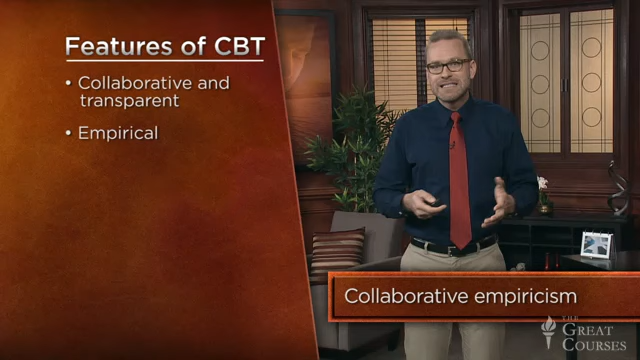 Features of CBT
• Collaborative and
transparent
• Empirical
Collaborative empiricism
THE
GREAT
COURSES